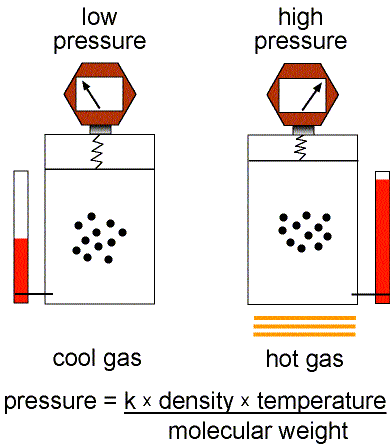 low high
pressure pressure
cool gas hot gas
pressure = k x density x temperature
molecular weight